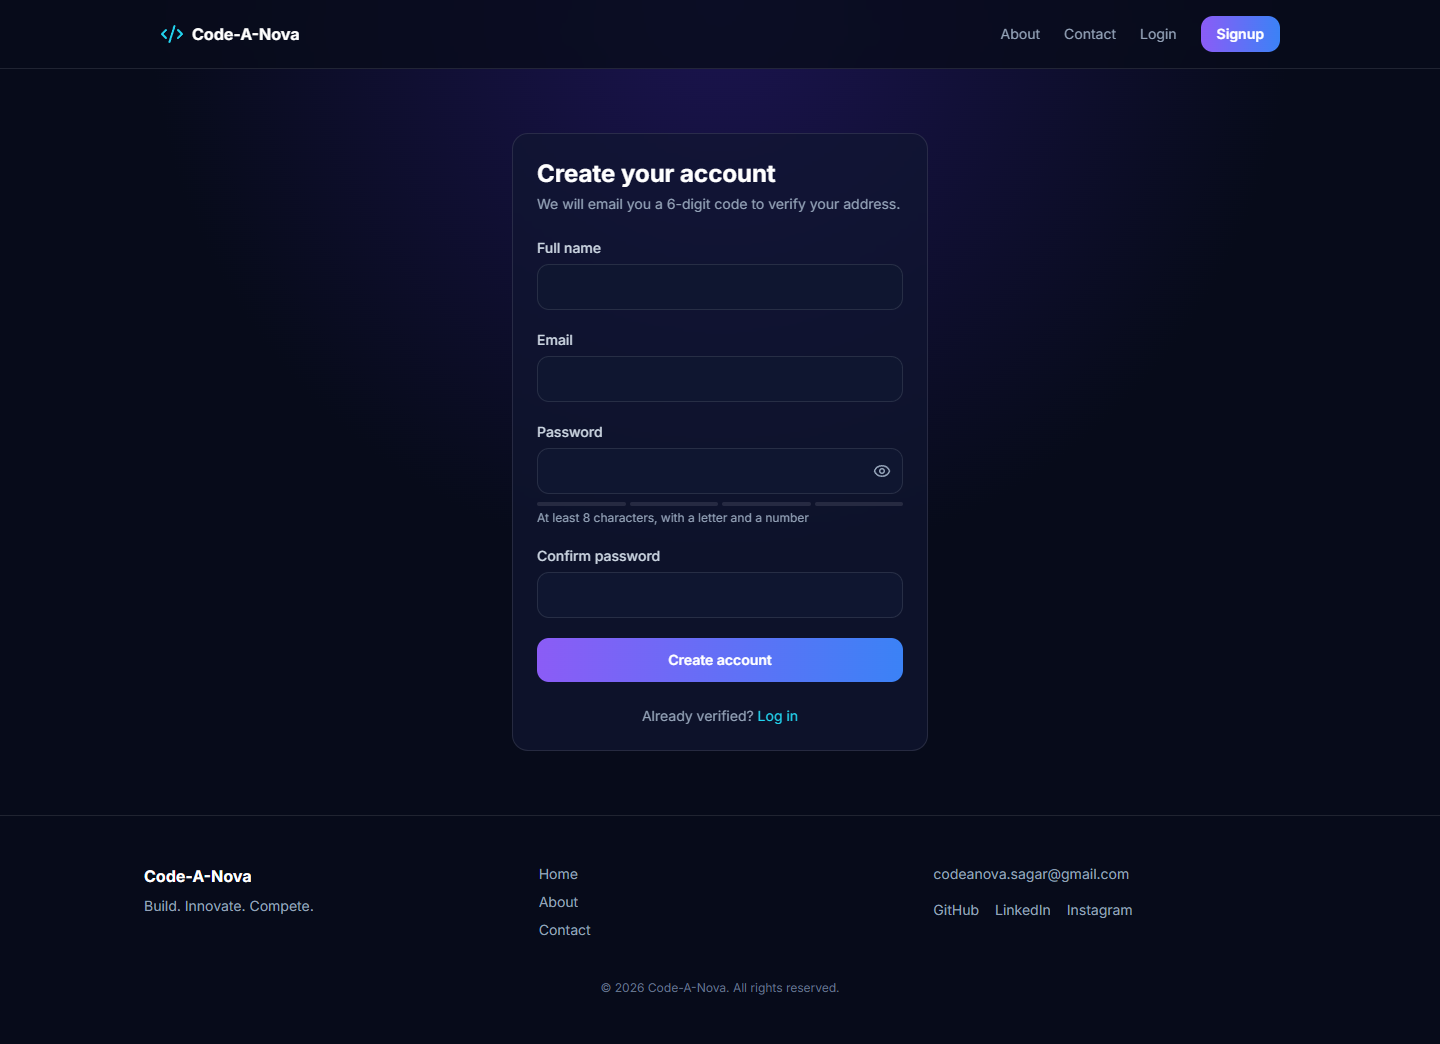 Code-A-Nova
About Contact Login Signup
Create your account
We will email you a 6-digit code to verify your address.
Full name
Email
Password
At least 8 characters, with a letter and a number
Confirm password
Create account
Already verified? Log in
Code-A-Nova
Build. Innovate. Compete.
Home
About
Contact
codeanova.sagar@gmail.com
GitHub LinkedIn Instagram
© 2026 Code-A-Nova. All rights reserved.